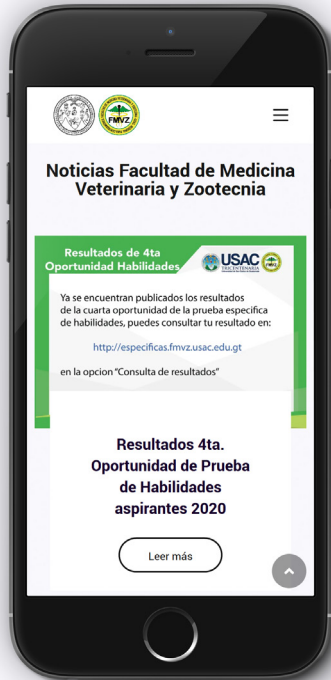 FMVZ
Noticias Facultad de Medicina
Veterinaria y Zootecnia
Resultados de 4ta
Oportunidad Habilidades
USAC
TRICENTENARIA
Ya se encuentran publicados los resultados
de la cuarta oportunidad de la prueba especifica
de habilidades, puedes consultar tu resultado en:
http://especificas.fmvz.usac.edu.gt
en la opcion "Consulta de resultados"
Resultados 4ta.
Oportunidad de Prueba
de Habilidades
aspirantes 2020
Leer más